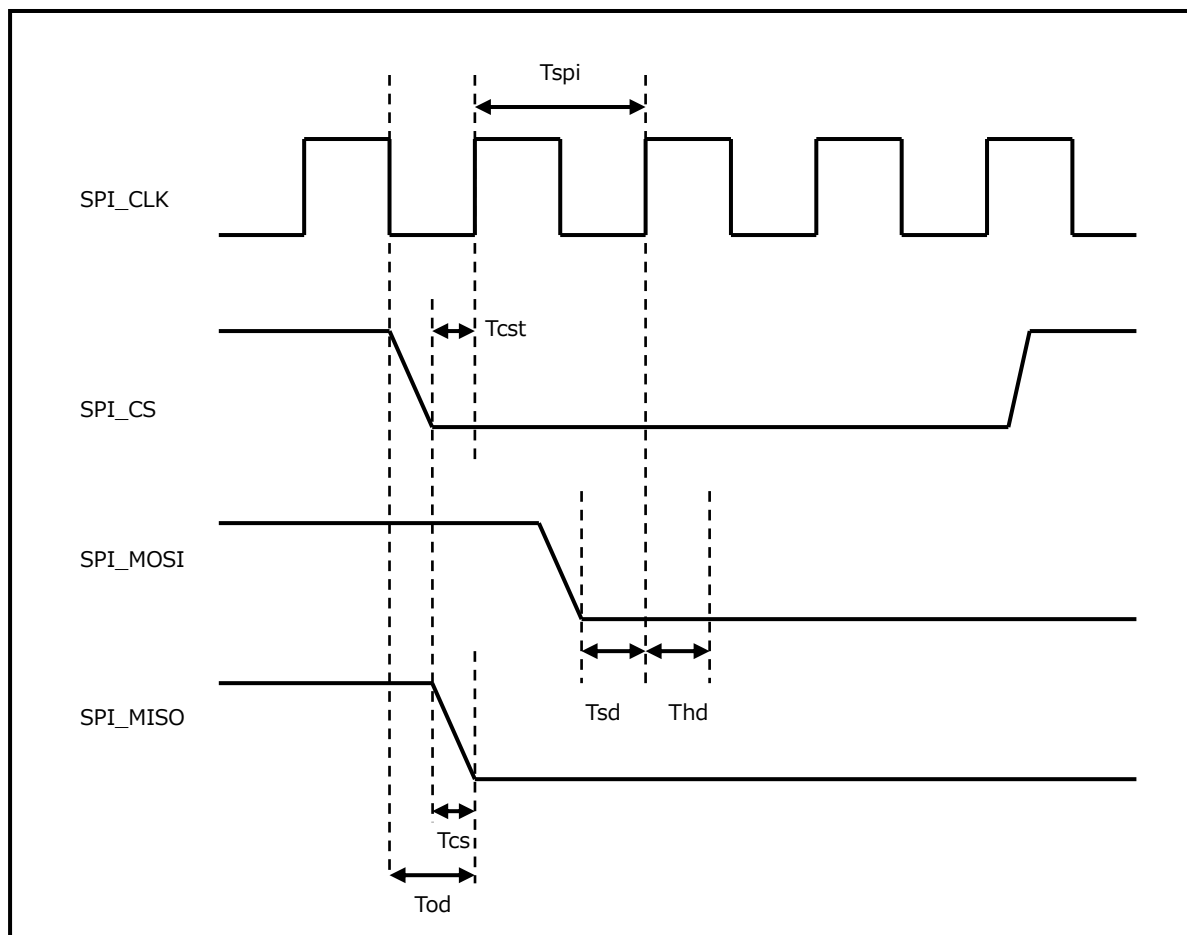 Tspi
SPI_CLK
Tcst
SPI_CS
SPI_MOSI
Tsd
Thd
SPI_MISO
Tcs
Tod